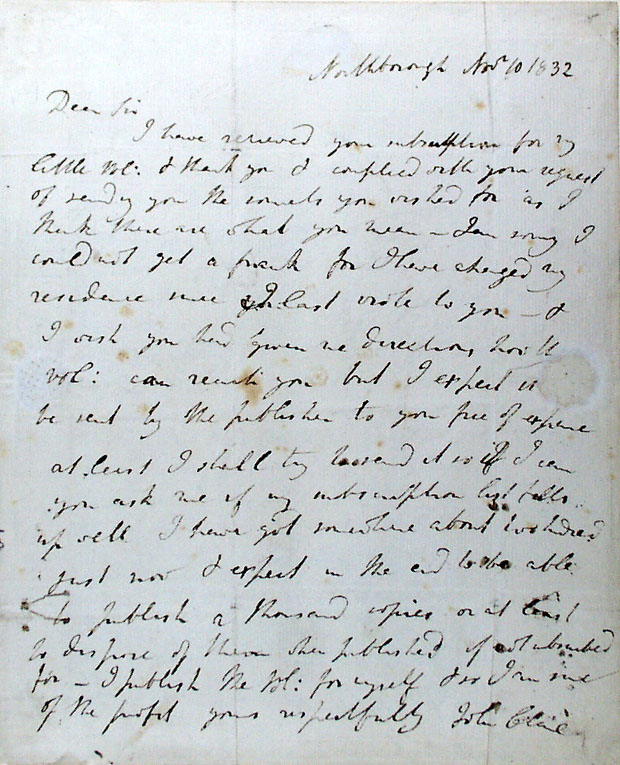 Northborough Novr 10 1832
Dear Sir
I have recieved your subscription for my
little vol: & thank you & complied with your request
of sending you the sonnets you wished for as I
think these are what you mean – I am sorry I
could not get a frank for I have changed my
residence since I last wrote to you – &
I wish you had given me directions how the
vol: can reach you but I expect it
be sent by the publisher to you free of expence
at least I shall try to send it so if I can
you ask me if my subscription list fills
up well I have got somewhere about two hundred
just now & expect in the end to be able
to publish a thousand copies or at least
to dispose of them when published if not subscribed
for – I publish the vol: for myself & so I am sure
of the profit yours respectfully John Clare